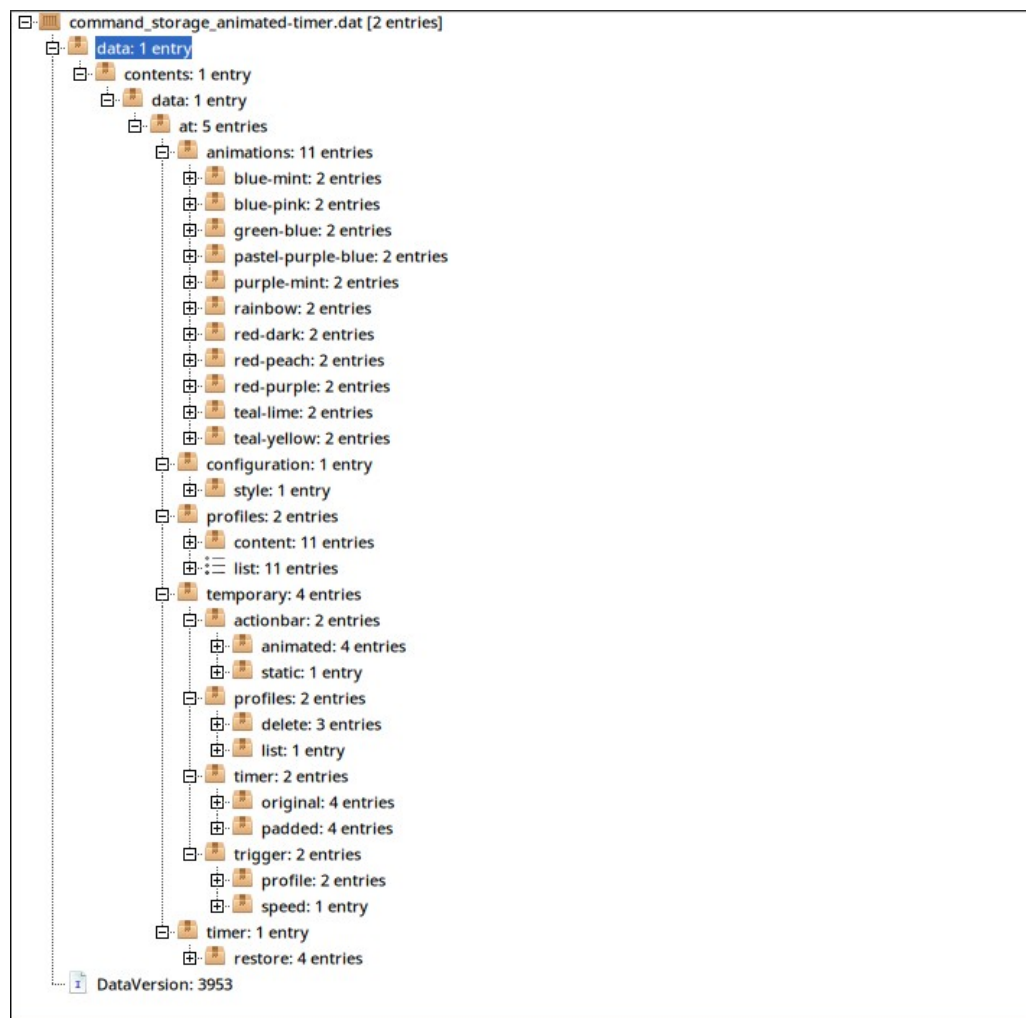 command_storage_animated-timer.dat [2 entries]
data: 1 entry
contents: 1 entry
data: 1 entry
at: 5 entries
animations: 11 entries
blue-mint: 2 entries
blue-pink: 2 entries
green-blue: 2 entries
pastel-purple-blue: 2 entries
purple-mint: 2 entries
rainbow: 2 entries
red-dark: 2 entries
red-peach: 2 entries
red-purple: 2 entries
teal-lime: 2 entries
teal-yellow: 2 entries
configuration: 1 entry
style: 1 entry
profiles: 2 entries
content: 11 entries
list: 11 entries
temporary: 4 entries
actionbar: 2 entries
animated: 4 entries
static: 1 entry
profiles: 2 entries
delete: 3 entries
list: 1 entry
timer: 2 entries
original: 4 entries
padded: 4 entries
trigger: 2 entries
profile: 2 entries
speed: 1 entry
timer: 1 entry
restore: 4 entries
DataVersion: 3953